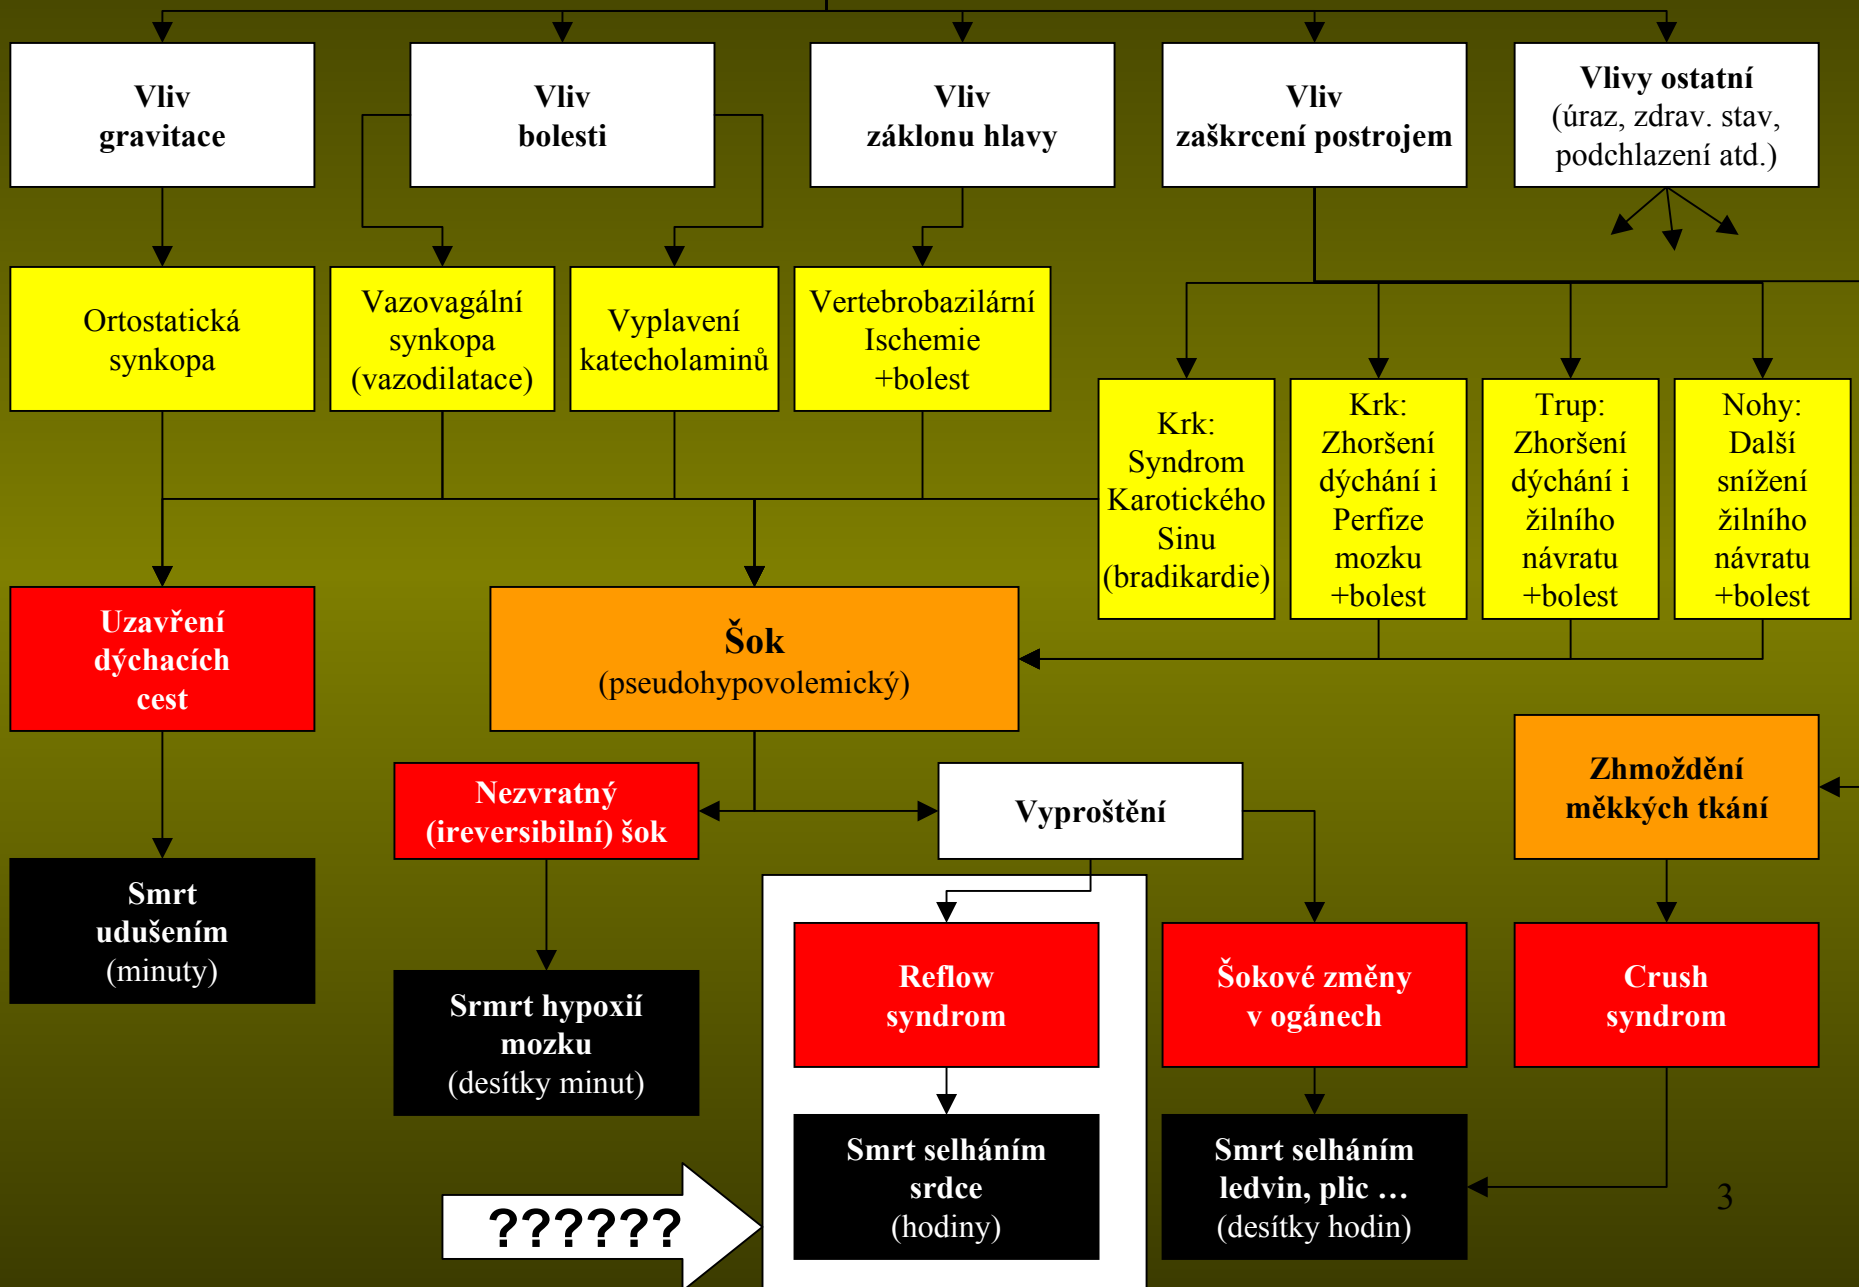 Vliv
gravitace
Vliv
bolesti
Vliv
záklonu hlavy
Vliv
zaškrcení postrojem
Vlivy ostatní
(úraz, zdrav. stav,
podchlazení atd.)
Ortostatická
synkopa
Vazovagální
synkopa
(vazodilatace)
Vyplavení
katecholaminů
Vertebrobazilární
Ischemie
+bolest
Krk:
Syndrom
Karotického
Sinu
(bradikardie)
Krk:
Zhoršení
dýchání i
Perfize
mozku
+bolest
Trup:
Zhoršení
dýchání i
žilního
návratu
+bolest
Nohy:
Další
snížení
žilního
návratu
+bolest
Uzavření
dýchacích
cest
Šok
(pseudohypovolemický)
Nezvratný
(ireversibilní) šok
Vyproštění
Zhmoždění
měkkých tkání
Smrt
udušením
(minuty)
Srmrt hypoxií
mozku
(desítky minut)
Reflow
syndrom
Šokové změny
v ogánech
Crush
syndrom
Smrt selháním
srdce
(hodiny)
Smrt selháním
ledvin, plic …
(desítky hodin)
??????
3